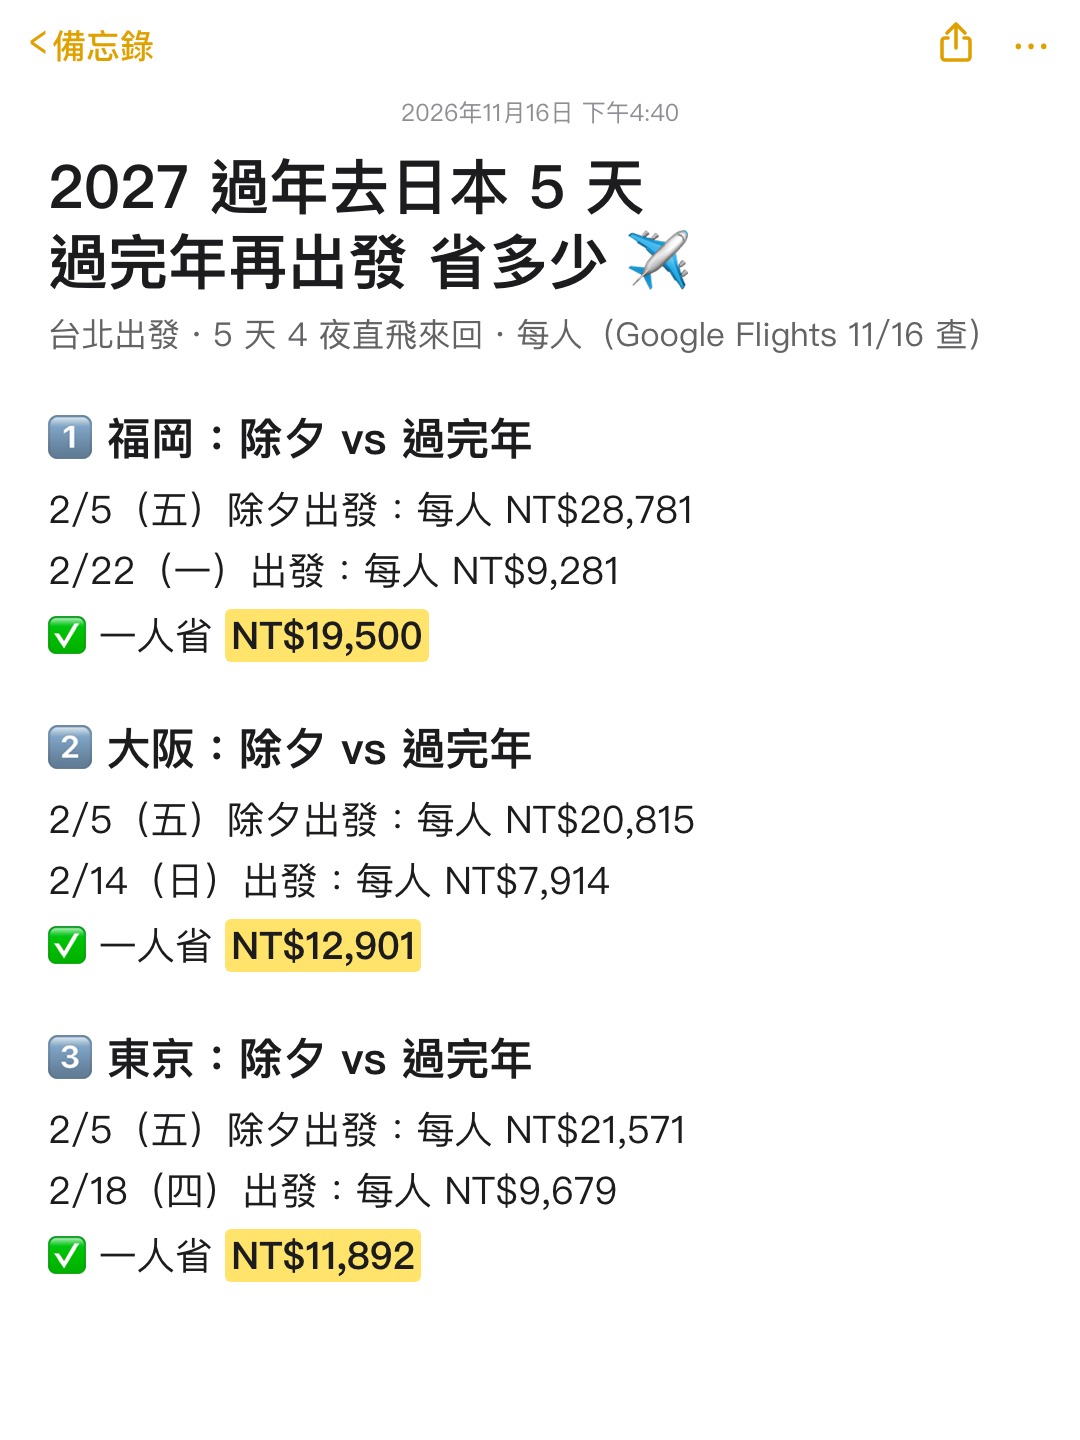 備忘錄
2026年11月16日 下午4:40
2027 過年去日本 5 天
過完年再出發 省多少 ✈️
台北出發·5 天 4 夜直飛來回·每人（Google Flights 11/16 查）
1️⃣ 福岡：除夕 vs 過完年
2/5（五）除夕出發：每人 NT$28,781
2/22（一）出發：每人 NT$9,281
✅ 一人省 NT$19,500
2️⃣ 大阪：除夕 vs 過完年
2/5（五）除夕出發：每人 NT$20,815
2/14（日）出發：每人 NT$7,914
✅ 一人省 NT$12,901
3️⃣ 東京：除夕 vs 過完年
2/5（五）除夕出發：每人 NT$21,571
2/18（四）出發：每人 NT$9,679
✅ 一人省 NT$11,892